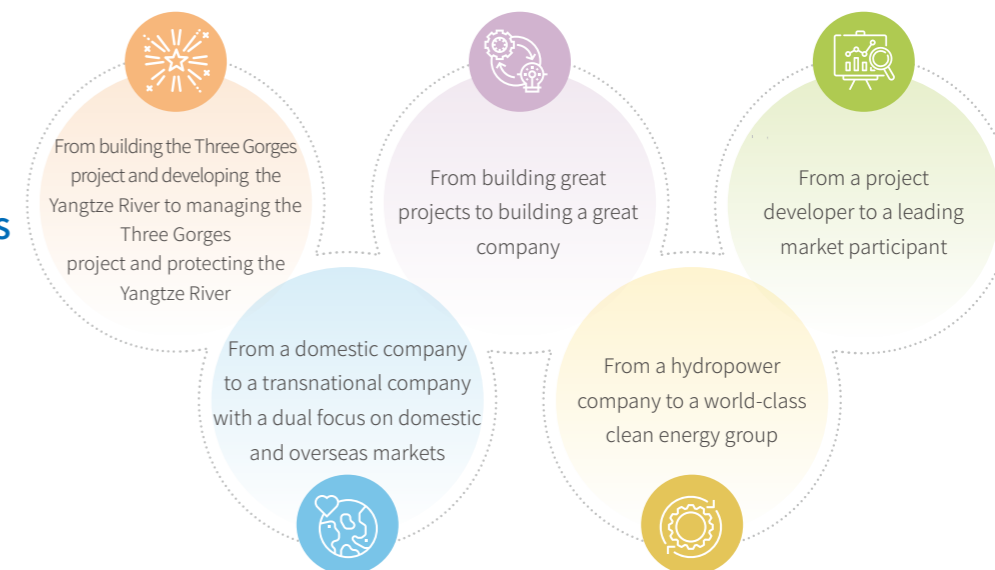 s
From building the Three Gorges
project and developing the
Yangtze River to managing the
Three Gorges
project and protecting the
Yangtze River
From a domestic company
to a transnational company
with a dual focus on domestic
and overseas markets
From building great
projects to building a great
company
From a hydropower
company to a world-class
clean energy group
From a project
developer to a leading
market participant